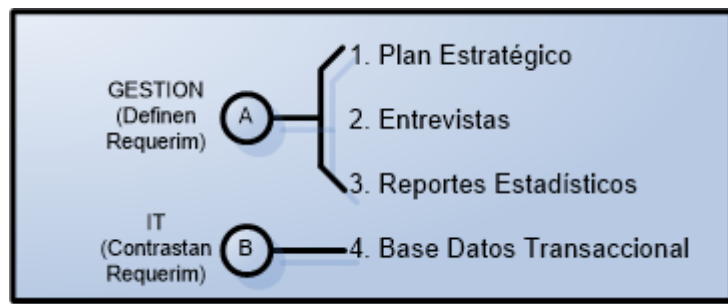 1. Plan Estratégico
GESTION
(Definen
Requerim)
A
2. Entrevistas
3. Reportes Estadísticos
IT
(Contrastan
Requerim)
B
4. Base Datos Transaccional